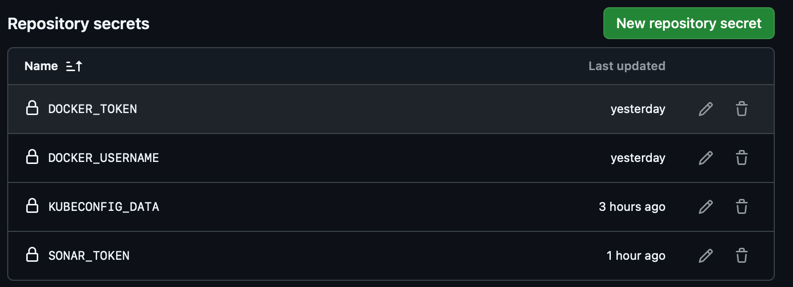 Repository secrets
New repository secret
Name
Last updated
DOCKER_TOKEN yesterday
DOCKER_USERNAME yesterday
KUBECONFIG_DATA 3 hours ago
SONAR_TOKEN 1 hour ago